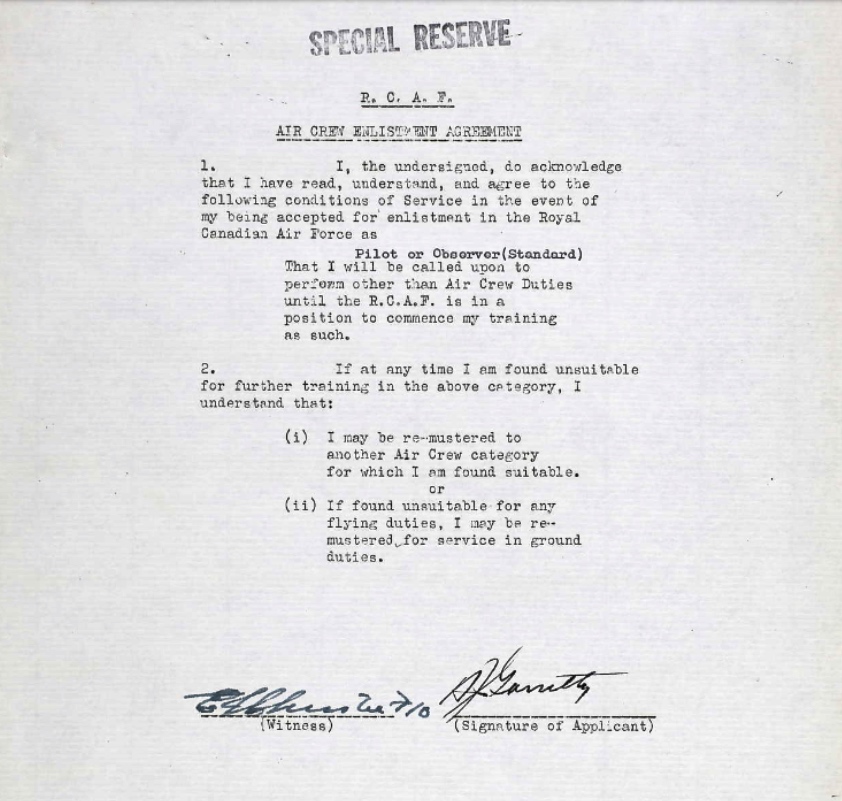 SPECIAL RESERVE
R. C. A. F.
AIR CREW ENLISTMENT AGREEMENT
1. I, the undersigned, do acknowledge
that I have read, understand, and agree to the
following conditions of Service in the event of
my being accepted for enlistment in the Royal
Canadian Air Force as
Pilot or Observer(Standard)
That I will be called upon to
perform other than Air Crew Duties
until the R.C.A.F. is in a
position to commence my training
as such.
2. If at any time I am found unsuitable
for further training in the above category, I
understand that:
(i) I may be re-mustered to
another Air Crew category
for which I am found suitable.
or
(ii) If found unsuitable for any
flying duties, I may be re-
mustered for service in ground
duties.
F/O
(Witness) (Signature of Applicant)